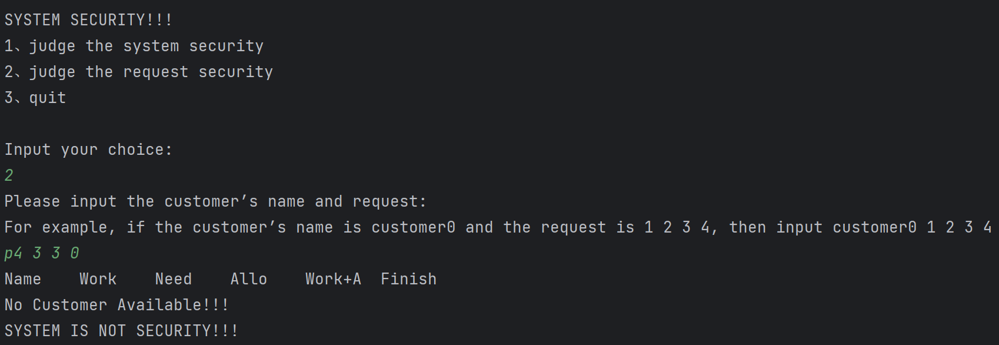 SYSTEM SECURITY!!!
1、judge the system security
2、judge the request security
3、quit
Input your choice:
2
Please input the customer’s name and request:
For example, if the customer’s name is customer0 and the request is 1 2 3 4, then input customer0 1 2 3 4
p4 3 3 0
Name    Work    Need    Allo    Work+A  Finish
No Customer Available!!!
SYSTEM IS NOT SECURITY!!!